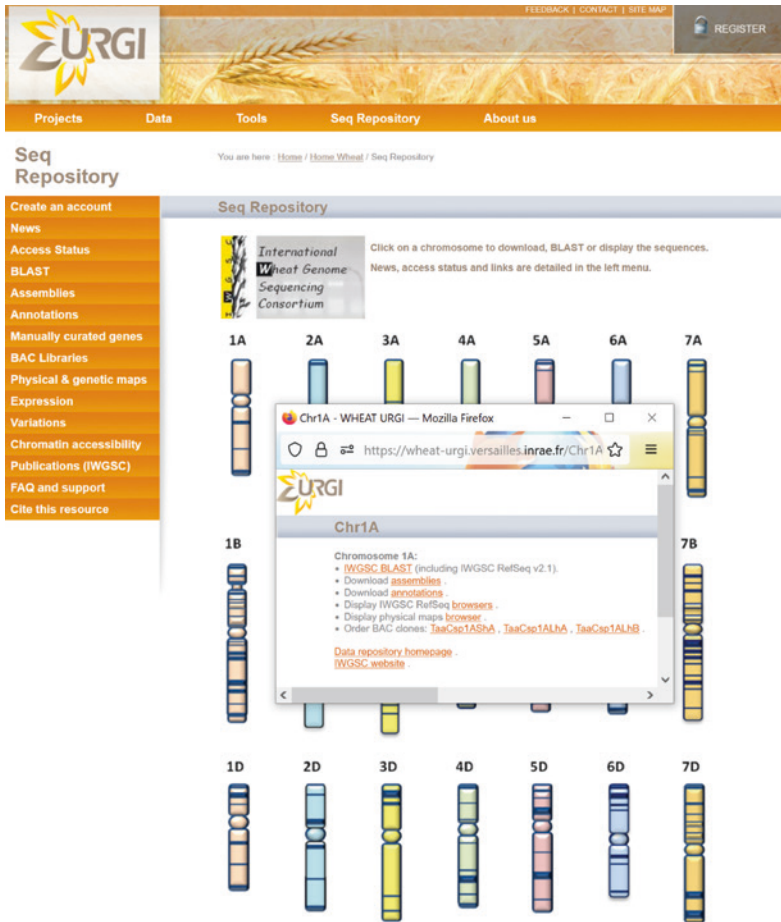 FEEDBACK | CONTACT | SITE MAP
REGISTER
URGI
Projects Data Tools Seq Repository About us
Seq
Repository
You are here : Home / Home Wheat / Seq Repository
Create an account
News
Access Status
BLAST
Assemblies
Annotations
Manually curated genes
BAC Libraries
Physical & genetic maps
Expression
Variations
Chromatin accessibility
Publications (IWGSC)
FAQ and support
Cite this resource
Seq Repository
International
Wheat Genome
Sequencing
Consortium
Click on a chromosome to download, BLAST or display the sequences.
News, access status and links are detailed in the left menu.
1A 2A 3A 4A 5A 6A 7A
Chr1A - WHEAT URGI — Mozilla Firefox
https://wheat-urgi.versailles.inrae.fr/Chr1A
URGI
Chr1A
Chromosome 1A:
• IWGSC BLAST (including IWGSC RefSeq v2.1).
• Download assemblies .
• Download annotations .
• Display IWGSC RefSeq browsers .
• Display physical maps browser .
• Order BAC clones: TaaCsp1AShA , TaaCsp1ALhA , TaaCsp1ALhB .
Data repository homepage .
IWGSC website .
1B 7B
1D 2D 3D 4D 5D 6D 7D